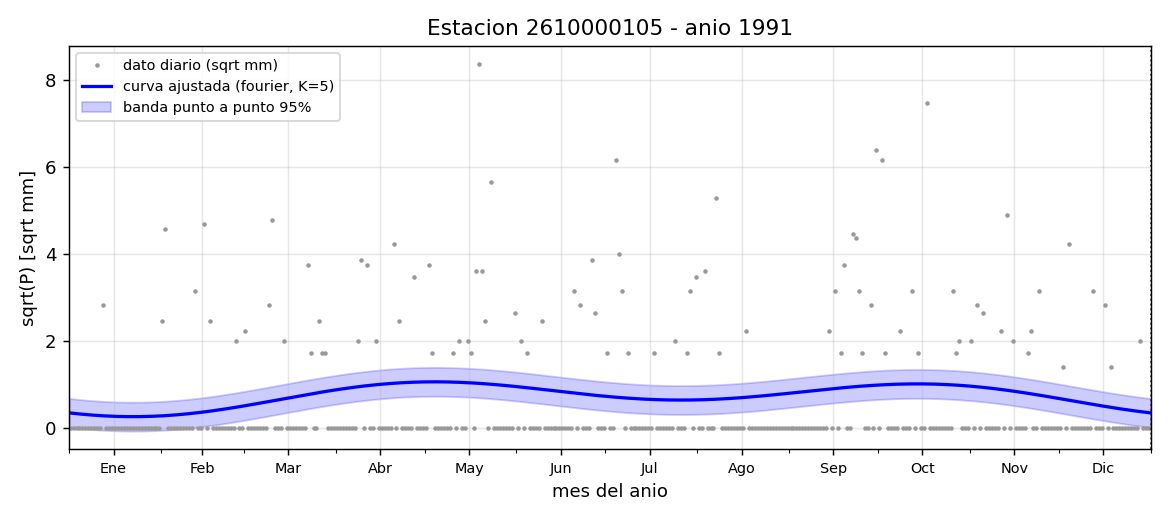 Estacion 2610000105 - anio 1991
dato diario (sqrt mm)
curva ajustada (fourier, K=5)
banda punto a punto 95%
sqrt(P) [sqrt mm]
8
6
4
2
0
Ene Feb Mar Abr May Jun Jul Ago Sep Oct Nov Dic
mes del anio